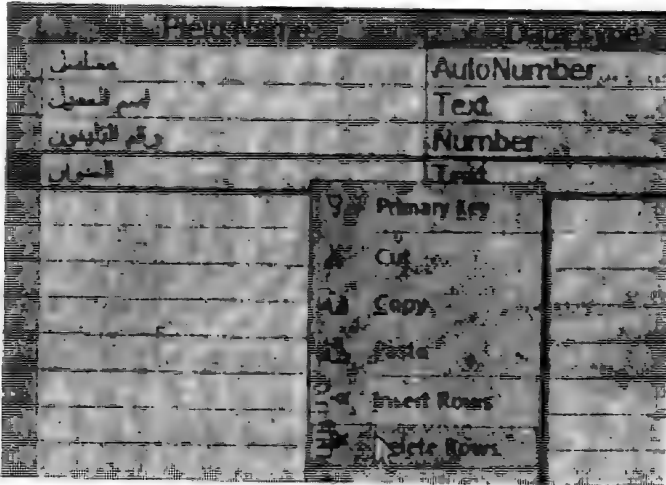 Field Name Data Type
مسلسل AutoNumber
اسم العميل Text
رقم التليفون Number
العنوان Text
Primary Key
Cut
Copy
Paste
Insert Rows
Delete Rows